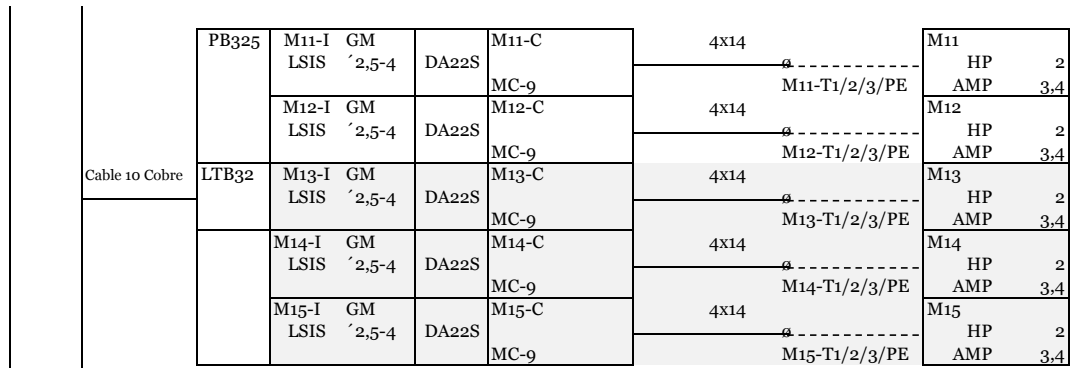 PB325 M11-I GM M11-C 4x14 M11
LSIS ´2,5-4 DA22S ø HP 2
MC-9 M11-T1/2/3/PE AMP 3,4
M12-I GM M12-C 4x14 M12
LSIS ´2,5-4 DA22S ø HP 2
MC-9 M12-T1/2/3/PE AMP 3,4
Cable 10 Cobre LTB32 M13-I GM M13-C 4x14 M13
LSIS ´2,5-4 DA22S ø HP 2
MC-9 M13-T1/2/3/PE AMP 3,4
M14-I GM M14-C 4x14 M14
LSIS ´2,5-4 DA22S ø HP 2
MC-9 M14-T1/2/3/PE AMP 3,4
M15-I GM M15-C 4x14 M15
LSIS ´2,5-4 DA22S ø HP 2
MC-9 M15-T1/2/3/PE AMP 3,4